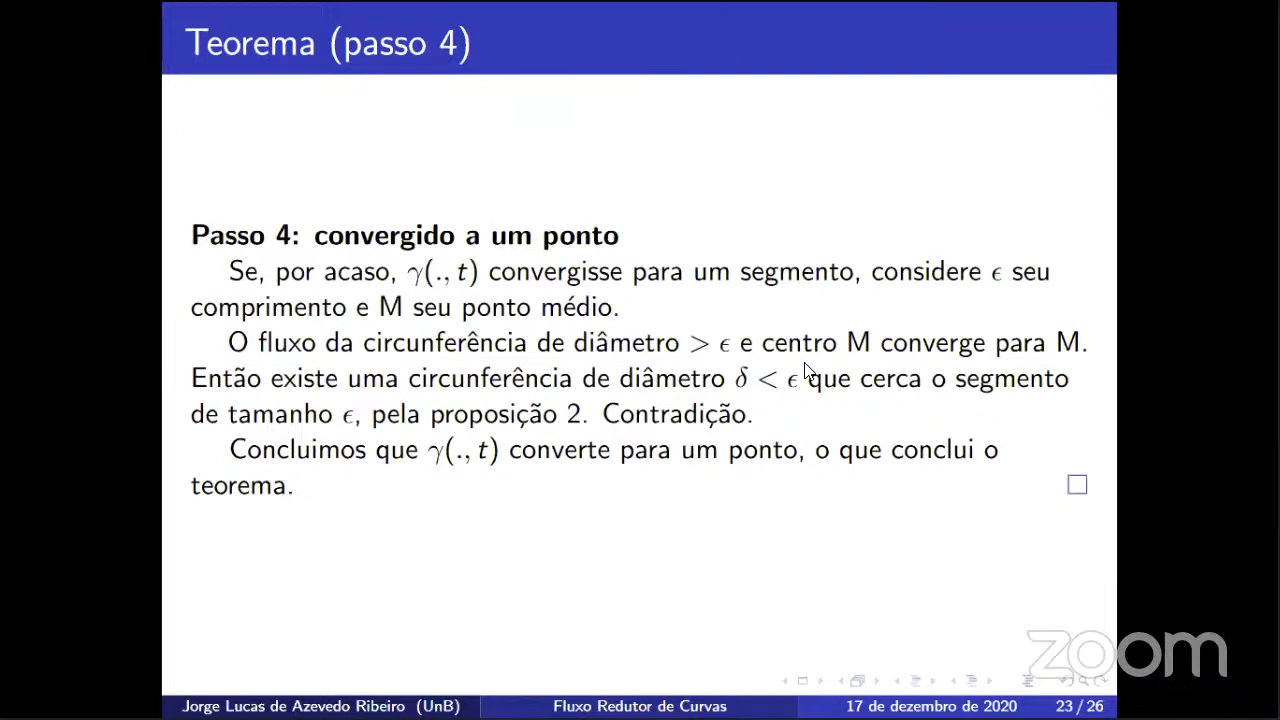 Teorema (passo 4)
Passo 4: convergido a um ponto
Se, por acaso, γ(., t) convergisse para um segmento, considere ϵ seu
comprimento e M seu ponto médio.
O fluxo da circunferência de diâmetro > ϵ e centro M converge para M.
Então existe uma circunferência de diâmetro δ < ϵ que cerca o segmento
de tamanho ϵ, pela proposição 2. Contradição.
Concluimos que γ(., t) converte para um ponto, o que conclui o
teorema.
zoom
Jorge Lucas de Azevedo Ribeiro (UnB) Fluxo Redutor de Curvas 17 de dezembro de 2020 23 / 26